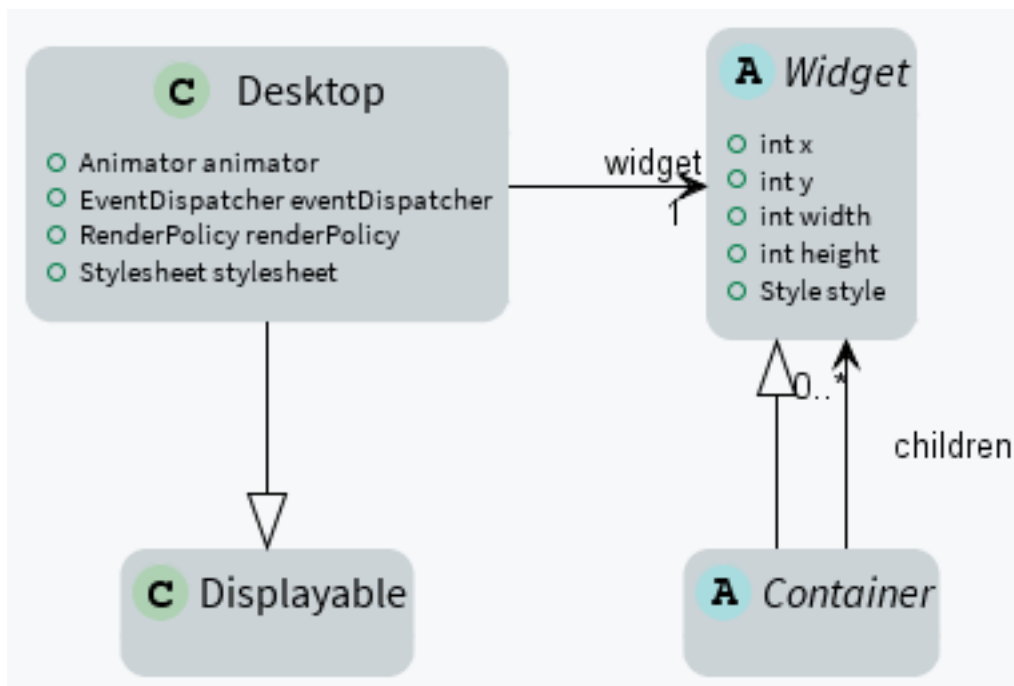 C Desktop
Animator animator
EventDispatcher eventDispatcher
RenderPolicy renderPolicy
Stylesheet stylesheet
widget
1
A Widget
int x
int y
int width
int height
Style style
0..*
children
C Displayable
A Container